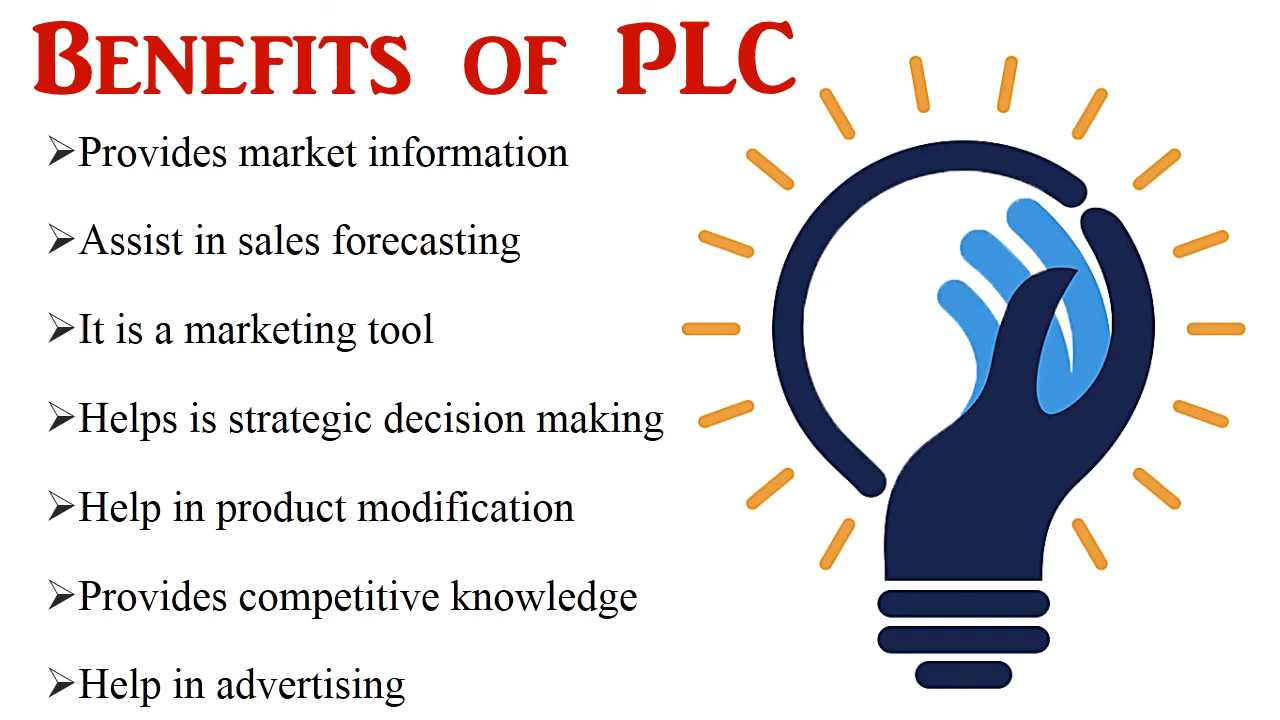 Benefits of PLC
➢Provides market information
➢Assist in sales forecasting
➢It is a marketing tool
➢Helps is strategic decision making
➢Help in product modification
➢Provides competitive knowledge
➢Help in advertising